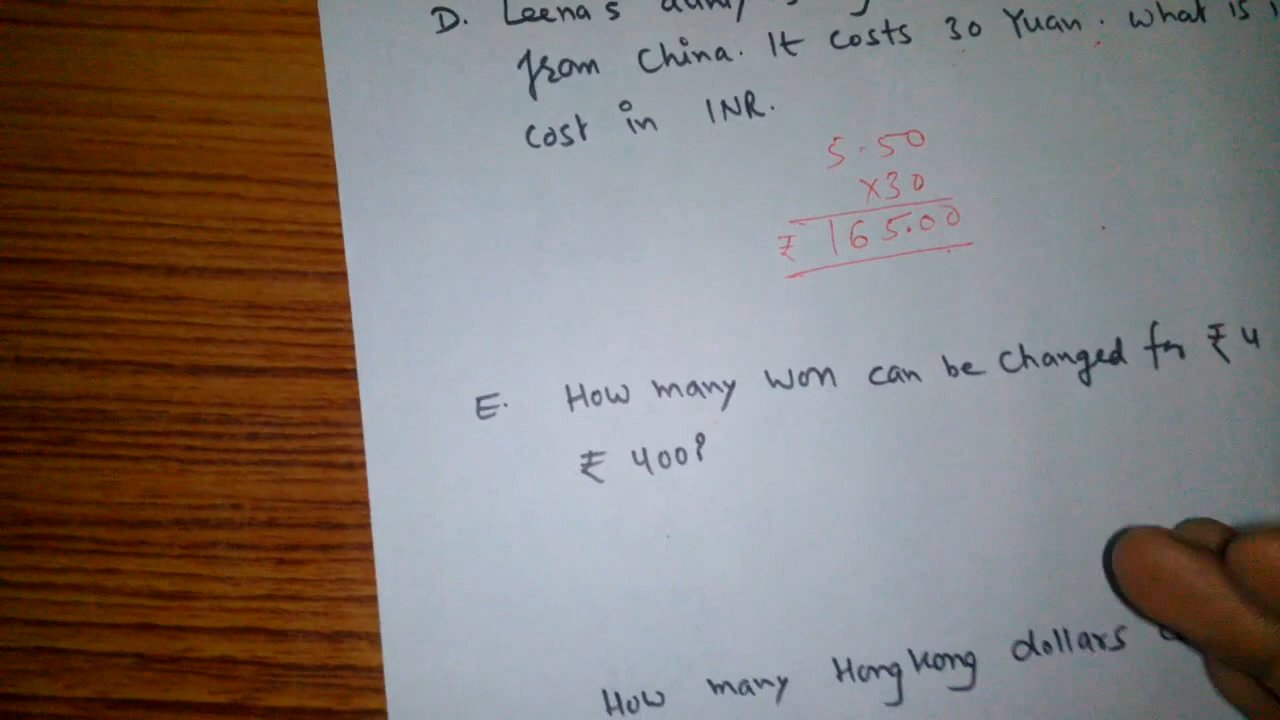 D. Leena's
from China. It costs 30 Yuan. What is
cost in INR.
5.50
x30
₹ 165.00
E. How many won can be changed for ₹ 4
₹ 400?
How many Hong Kong dollars